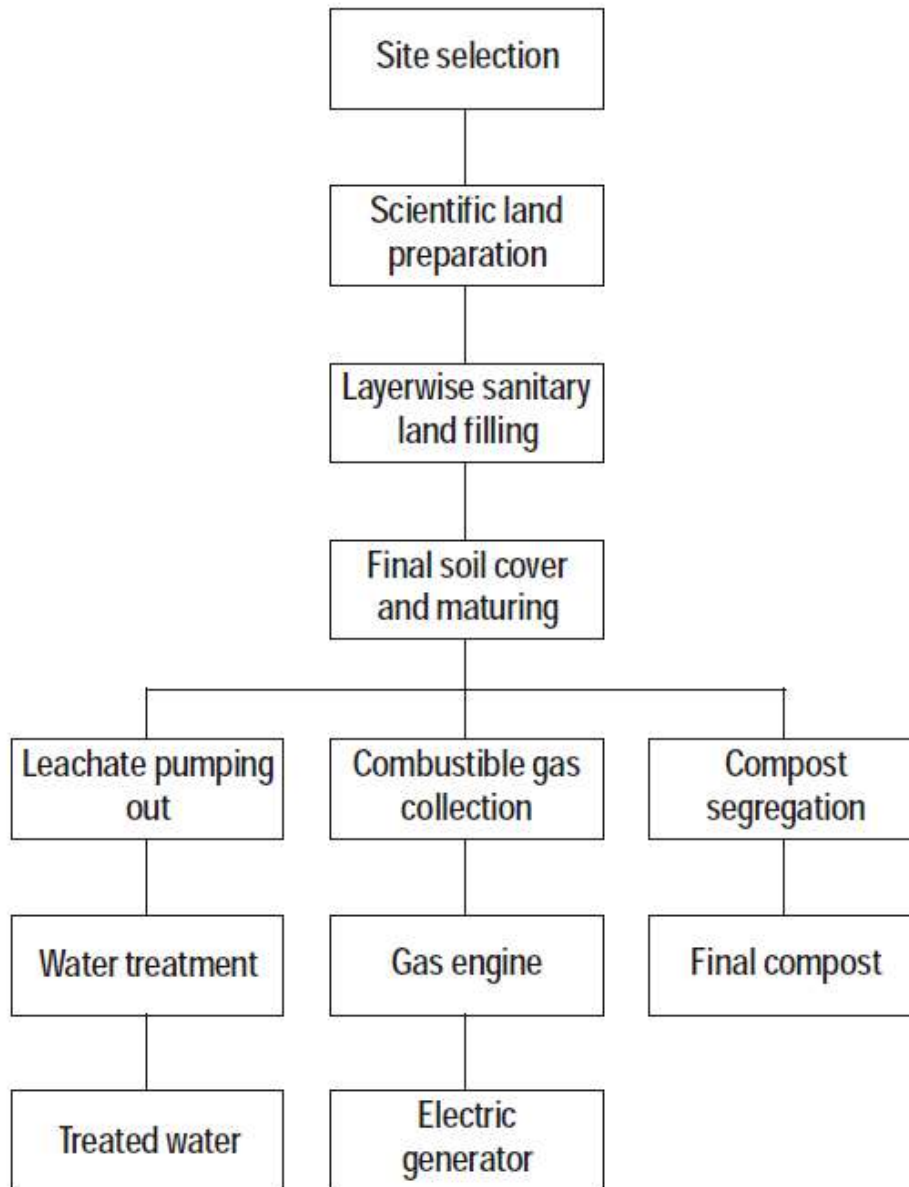 Site selection
Scientific land
preparation
Layerwise sanitary
land filling
Final soil cover
and maturing
Leachate pumping
out
Combustible gas
collection
Compost
segregation
Water treatment
Gas engine
Final compost
Treated water
Electric
generator